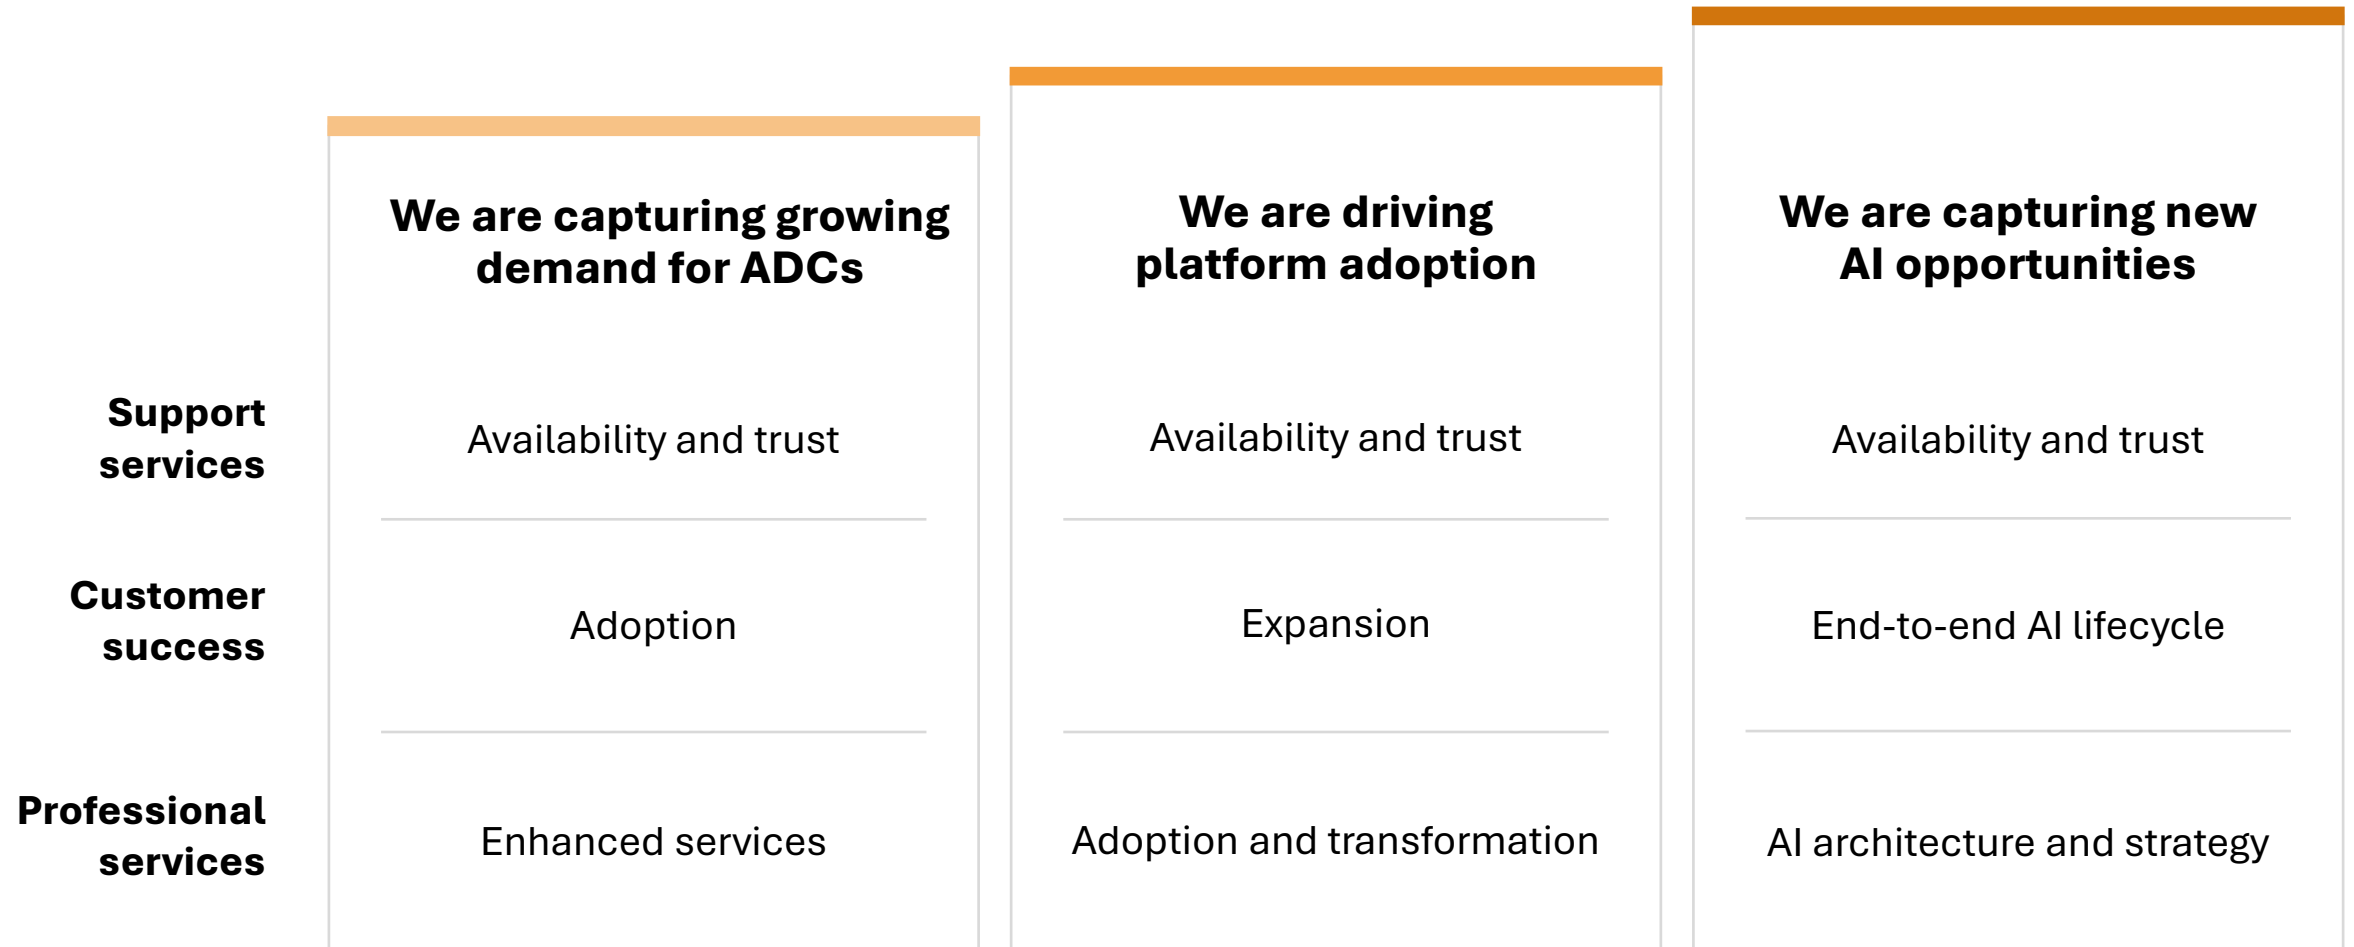 We are capturing growing
demand for ADCs
We are driving
platform adoption
We are capturing new
AI opportunities
Support
services
Availability and trust
Availability and trust
Availability and trust
Customer
success
Adoption
Expansion
End-to-end AI lifecycle
Professional
services
Enhanced services
Adoption and transformation
AI architecture and strategy